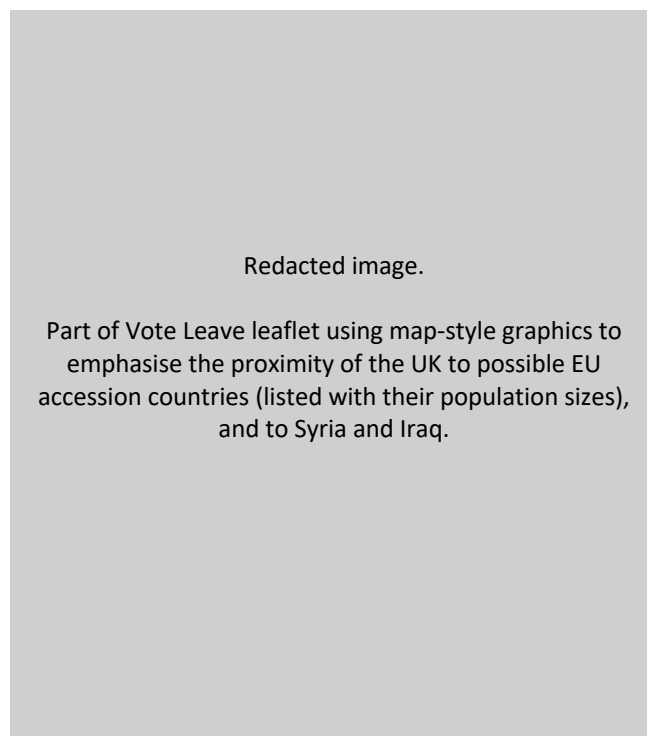 Redacted image.
Part of Vote Leave leaflet using map-style graphics to
emphasise the proximity of the UK to possible EU
accession countries (listed with their population sizes),
and to Syria and Iraq.